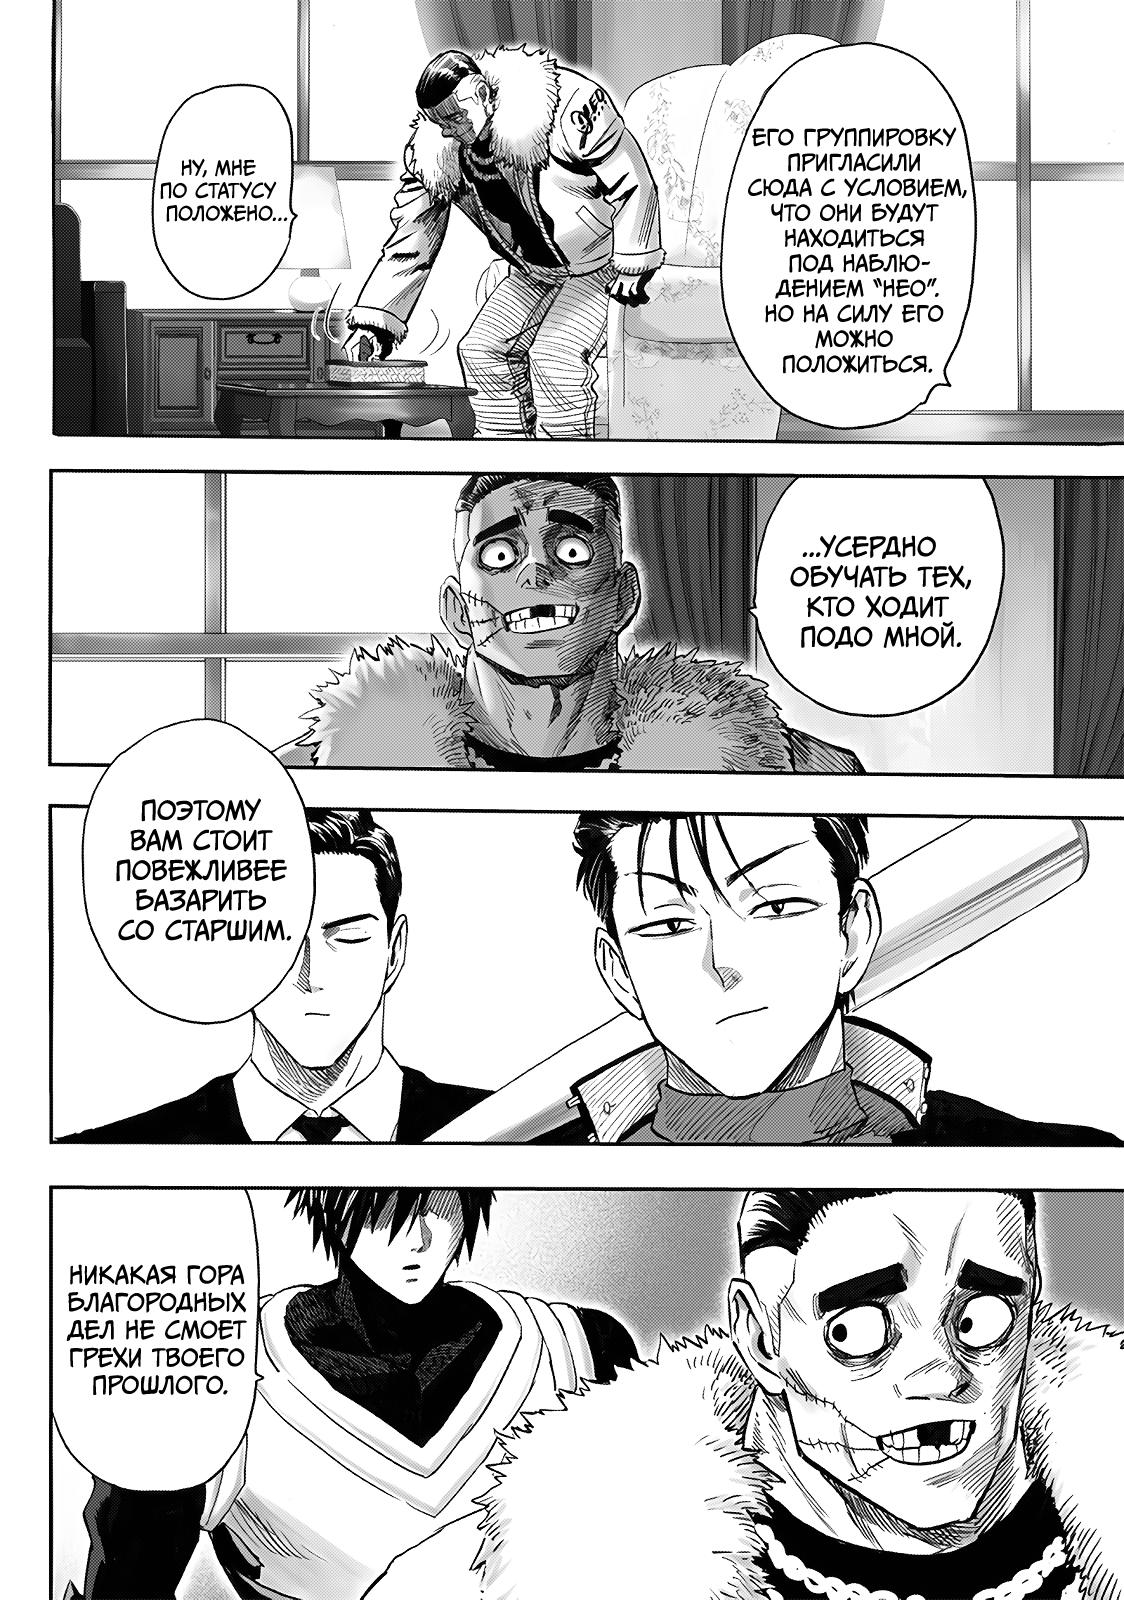 ЕГО ГРУППИРОВКУ
ПРИГЛАСИЛИ
СЮДА С УСЛОВИЕМ,
ЧТО ОНИ БУДУТ
НАХОДИТЬСЯ
ПОД НАБЛЮ-
ДЕНИЕМ “НЕО”.
НО НА СИЛУ ЕГО
МОЖНО
ПОЛОЖИТЬСЯ.
НУ, МНЕ
ПО СТАТУСУ
ПОЛОЖЕНО...
...УСЕРДНО
ОБУЧАТЬ ТЕХ,
КТО ХОДИТ
ПОДО МНОЙ.
ПОЭТОМУ
ВАМ СТОИТ
ПОВЕЖЛИВЕЕ
БАЗАРИТЬ
СО СТАРШИМ.
НИКАКАЯ ГОРА
БЛАГОРОДНЫХ
ДЕЛ НЕ СМОЕТ
ГРЕХИ ТВОЕГО
ПРОШЛОГО.